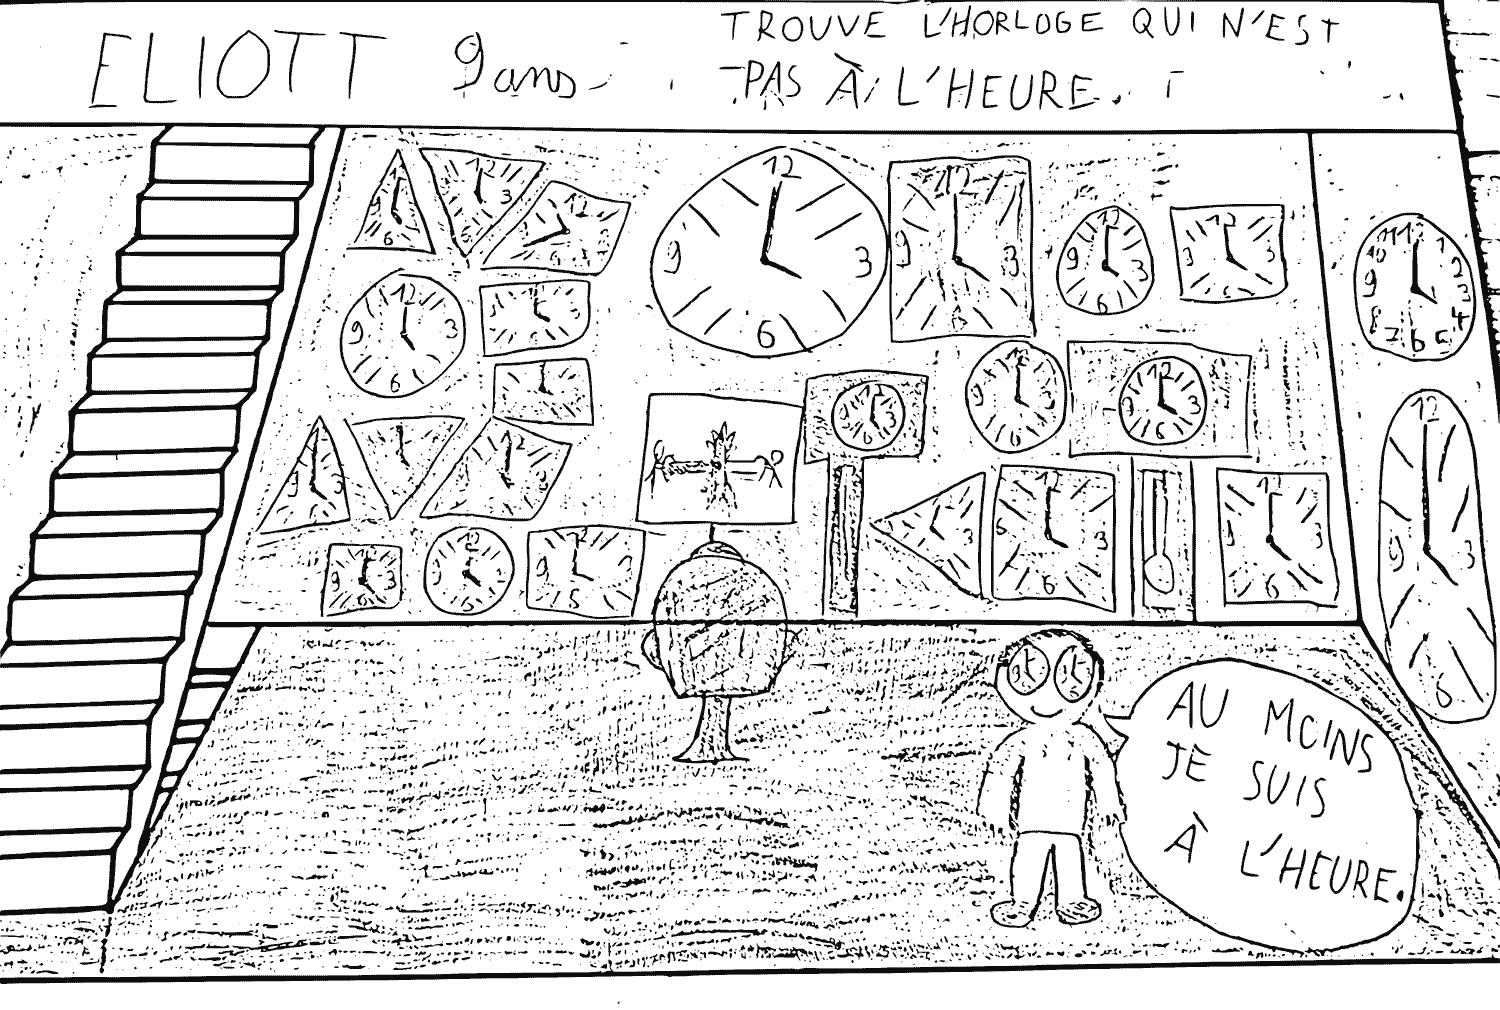 ELIOTT 9 ans
TROUVE L'HORLOGE QUI N'EST
PAS À L'HEURE.
AU MOINS
JE SUIS
À L'HEURE.